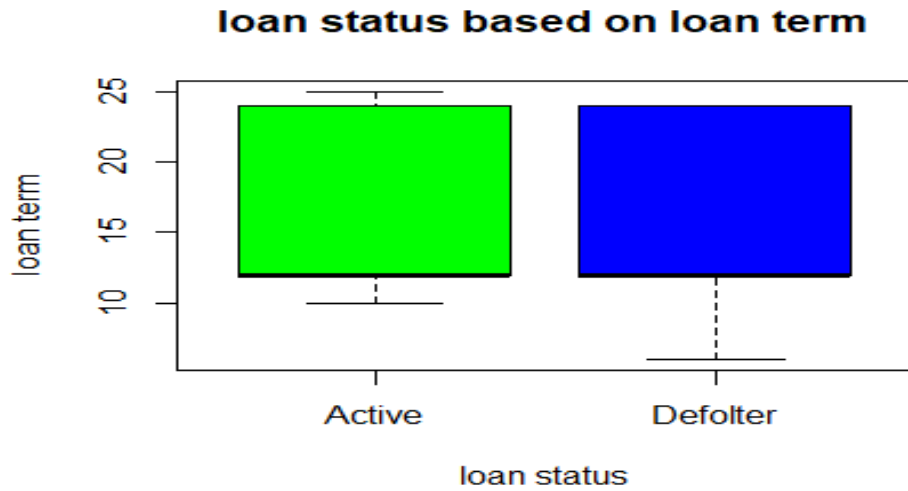 loan status based on loan term
loan term
25
20
15
10
Active
Defolter
loan status